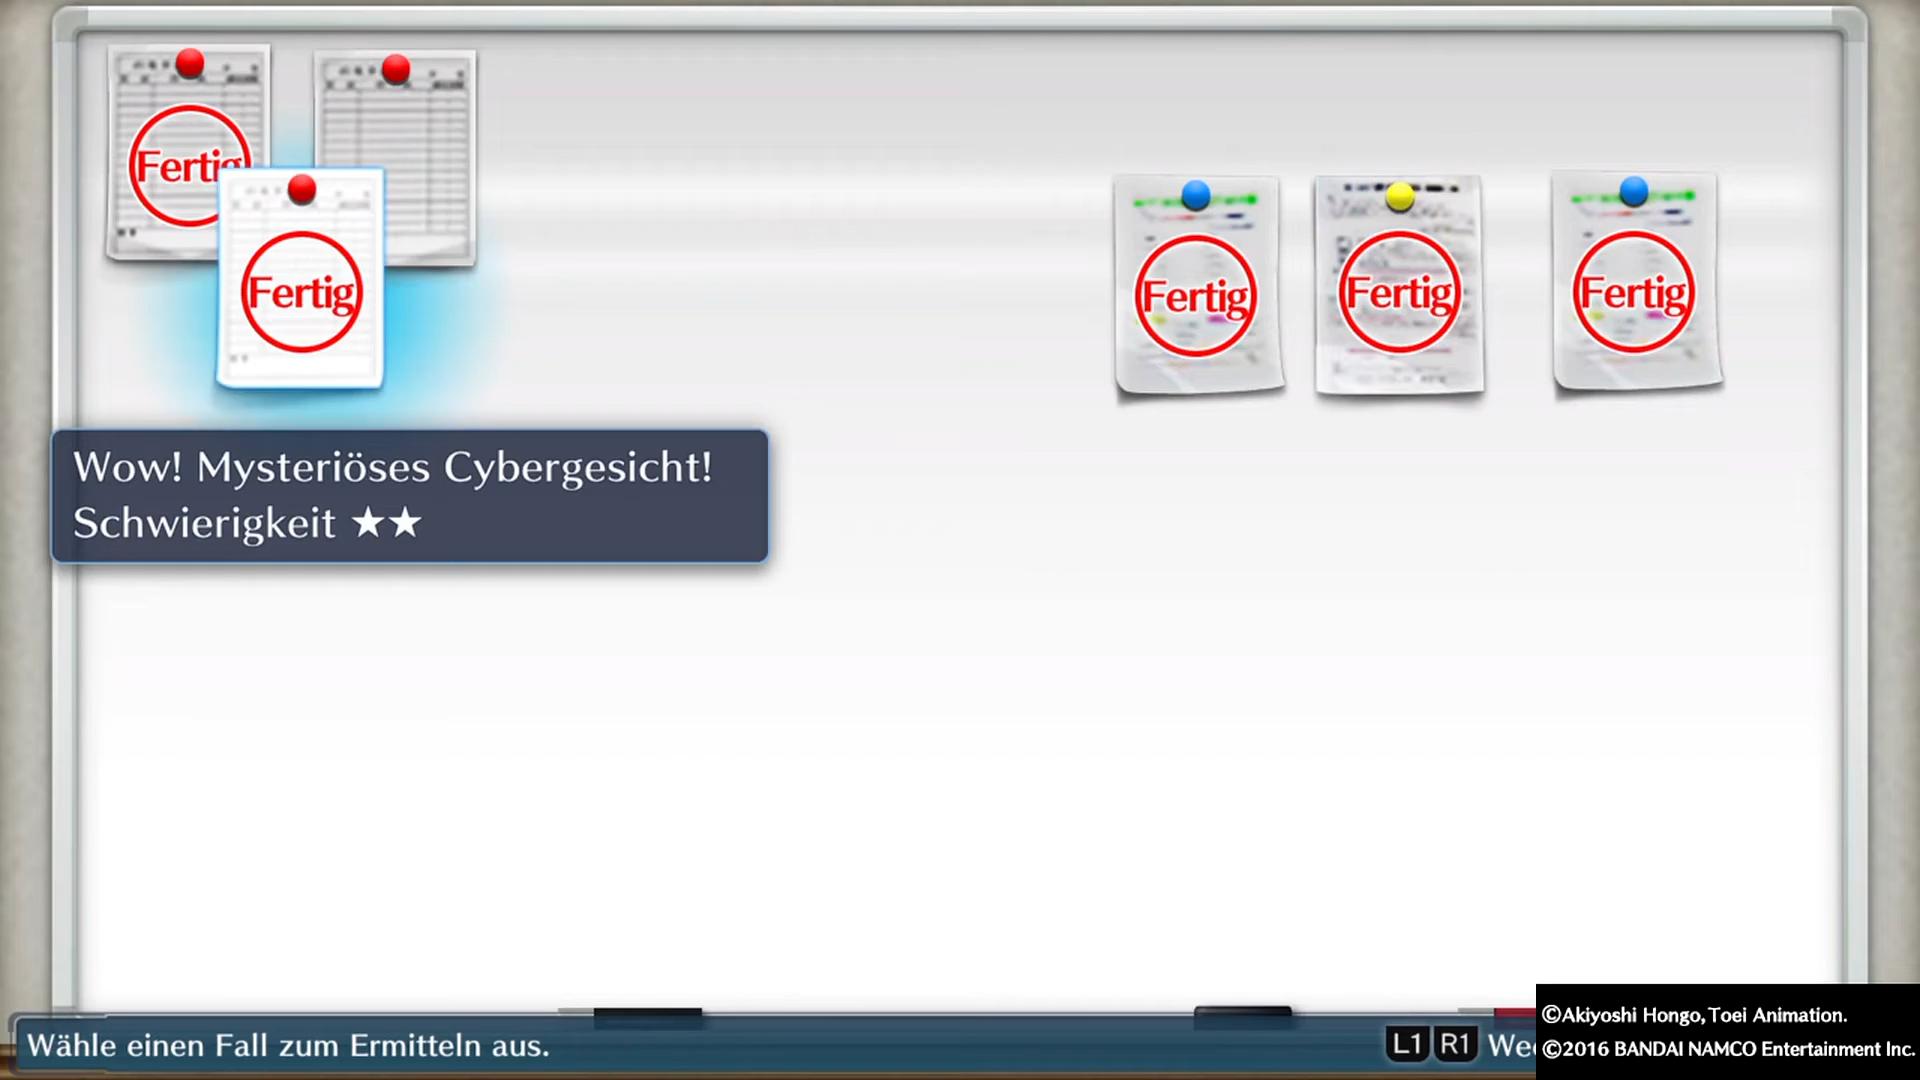 Fertig
Fertig
Fertig
Fertig
Fertig
Wow! Mysteriöses Cybergesicht!
Schwierigkeit ★★
Wähle einen Fall zum Ermitteln aus.
L1 R1
©Akiyoshi Hongo, Toei Animation.
©2016 BANDAI NAMCO Entertainment Inc.